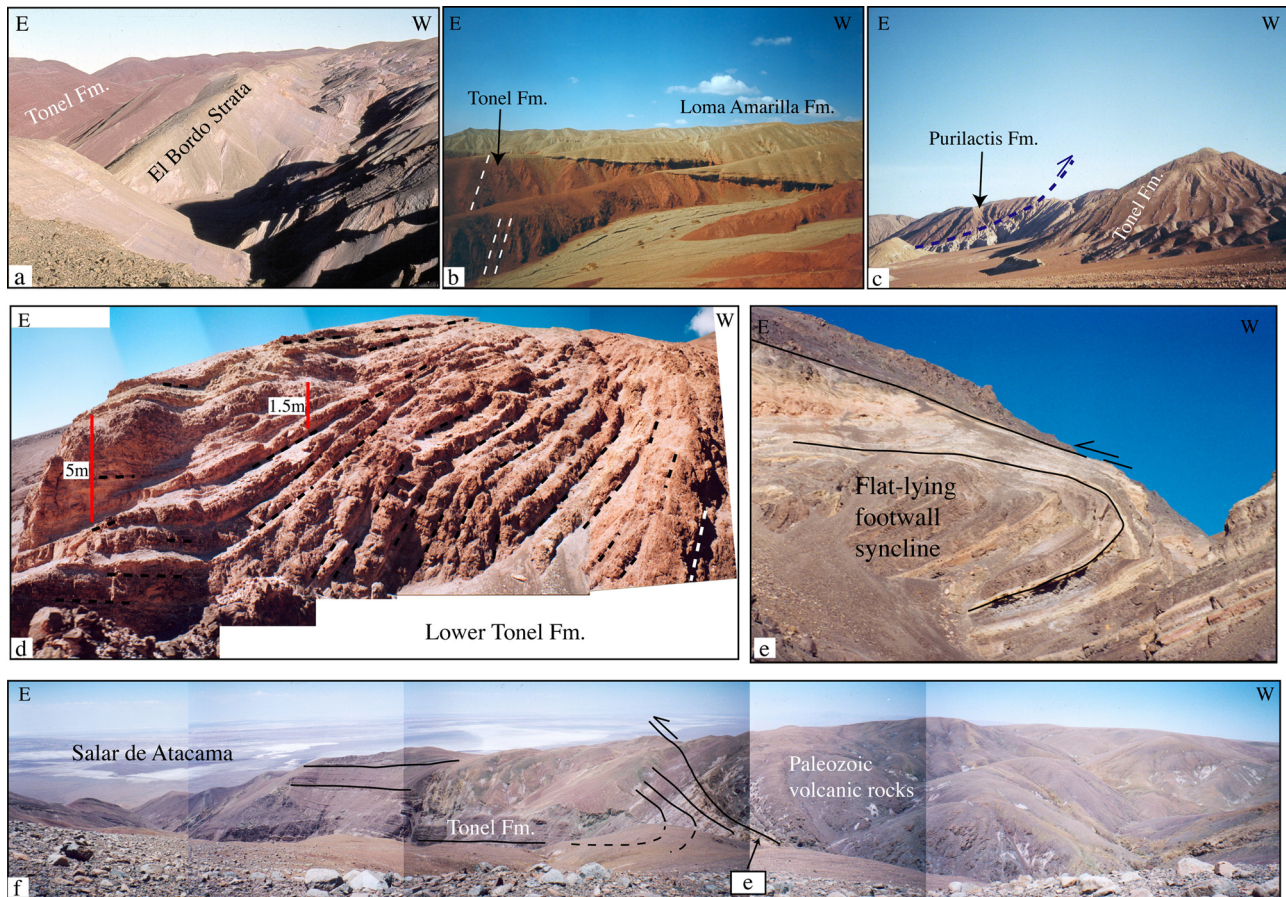 E
W
Tonel Fm.
El Bordo Strata
a
E
W
Tonel Fm.
Loma Amarilla Fm.
b
E
W
Purilactis Fm.
Tonel Fm.
c
E
W
1.5m
5m
Lower Tonel Fm.
d
E
W
Flat-lying
footwall
syncline
e
E
W
Salar de Atacama
Paleozoic
volcanic rocks
Tonel Fm.
e
f